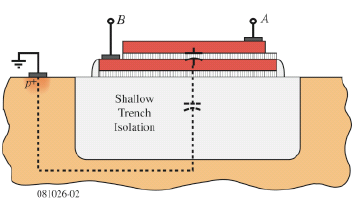 B
A
p+
Shallow
Trench
Isolation
081026-02